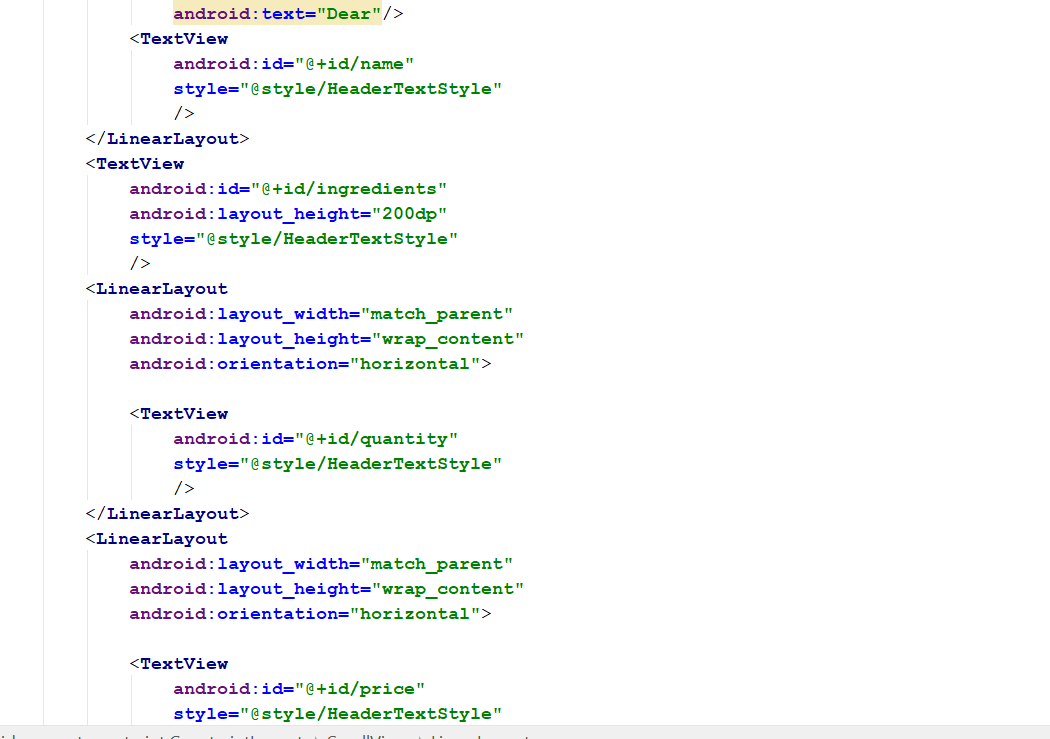 android:text="Dear"/>
<TextView
android:id="@+id/name"
style="@style/HeaderTextStyle"
/>
</LinearLayout>
<TextView
android:id="@+id/ingredients"
android:layout_height="200dp"
style="@style/HeaderTextStyle"
/>
<LinearLayout
android:layout_width="match_parent"
android:layout_height="wrap_content"
android:orientation="horizontal">
<TextView
android:id="@+id/quantity"
style="@style/HeaderTextStyle"
/>
</LinearLayout>
<LinearLayout
android:layout_width="match_parent"
android:layout_height="wrap_content"
android:orientation="horizontal">
<TextView
android:id="@+id/price"
style="@style/HeaderTextStyle"